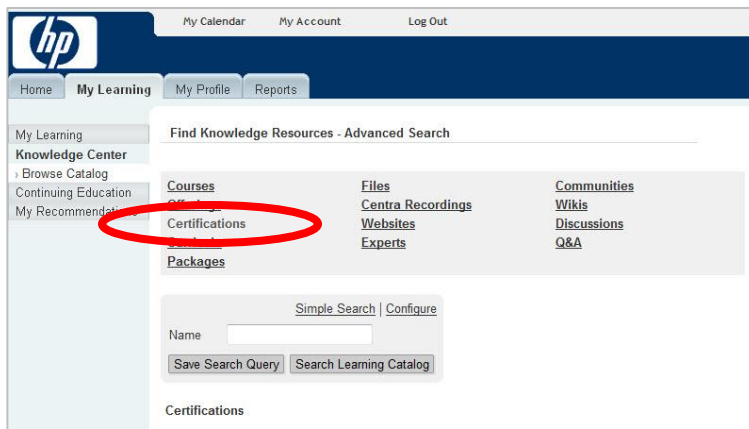 My Calendar My Account Log Out
hp
Home My Learning My Profile Reports
My Learning
Knowledge Center
› Browse Catalog
Continuing Education
My
Find Knowledge Resources - Advanced Search
Courses Files Communities
Centra Recordings Wikis
Certifications Websites Discussions
Experts Q&A
Packages
Simple Search | Configure
Name
Save Search Query Search Learning Catalog
Certifications